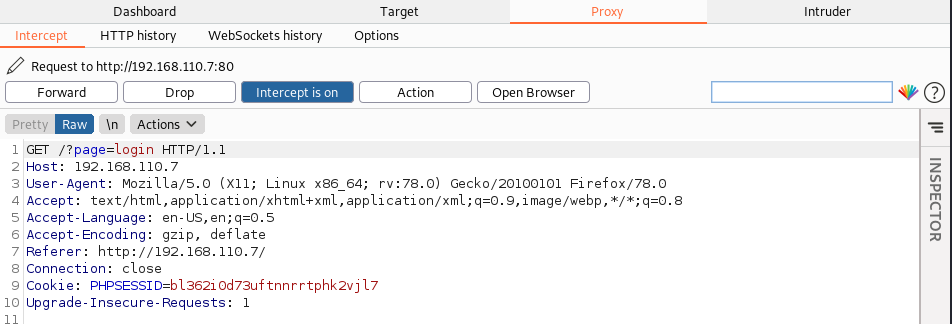 Dashboard Target Proxy Intruder
Intercept HTTP history WebSockets history Options
Request to http://192.168.110.7:80
Forward Drop Intercept is on Action Open Browser ?
Pretty Raw \n Actions
1 GET /?page=login HTTP/1.1
2 Host: 192.168.110.7
3 User-Agent: Mozilla/5.0 (X11; Linux x86_64; rv:78.0) Gecko/20100101 Firefox/78.0
4 Accept: text/html,application/xhtml+xml,application/xml;q=0.9,image/webp,*/*;q=0.8
5 Accept-Language: en-US,en;q=0.5
6 Accept-Encoding: gzip, deflate
7 Referer: http://192.168.110.7/
8 Connection: close
9 Cookie: PHPSESSID=bl362i0d73uftnnrrtphk2vjl7
10 Upgrade-Insecure-Requests: 1
11
INSPECTOR